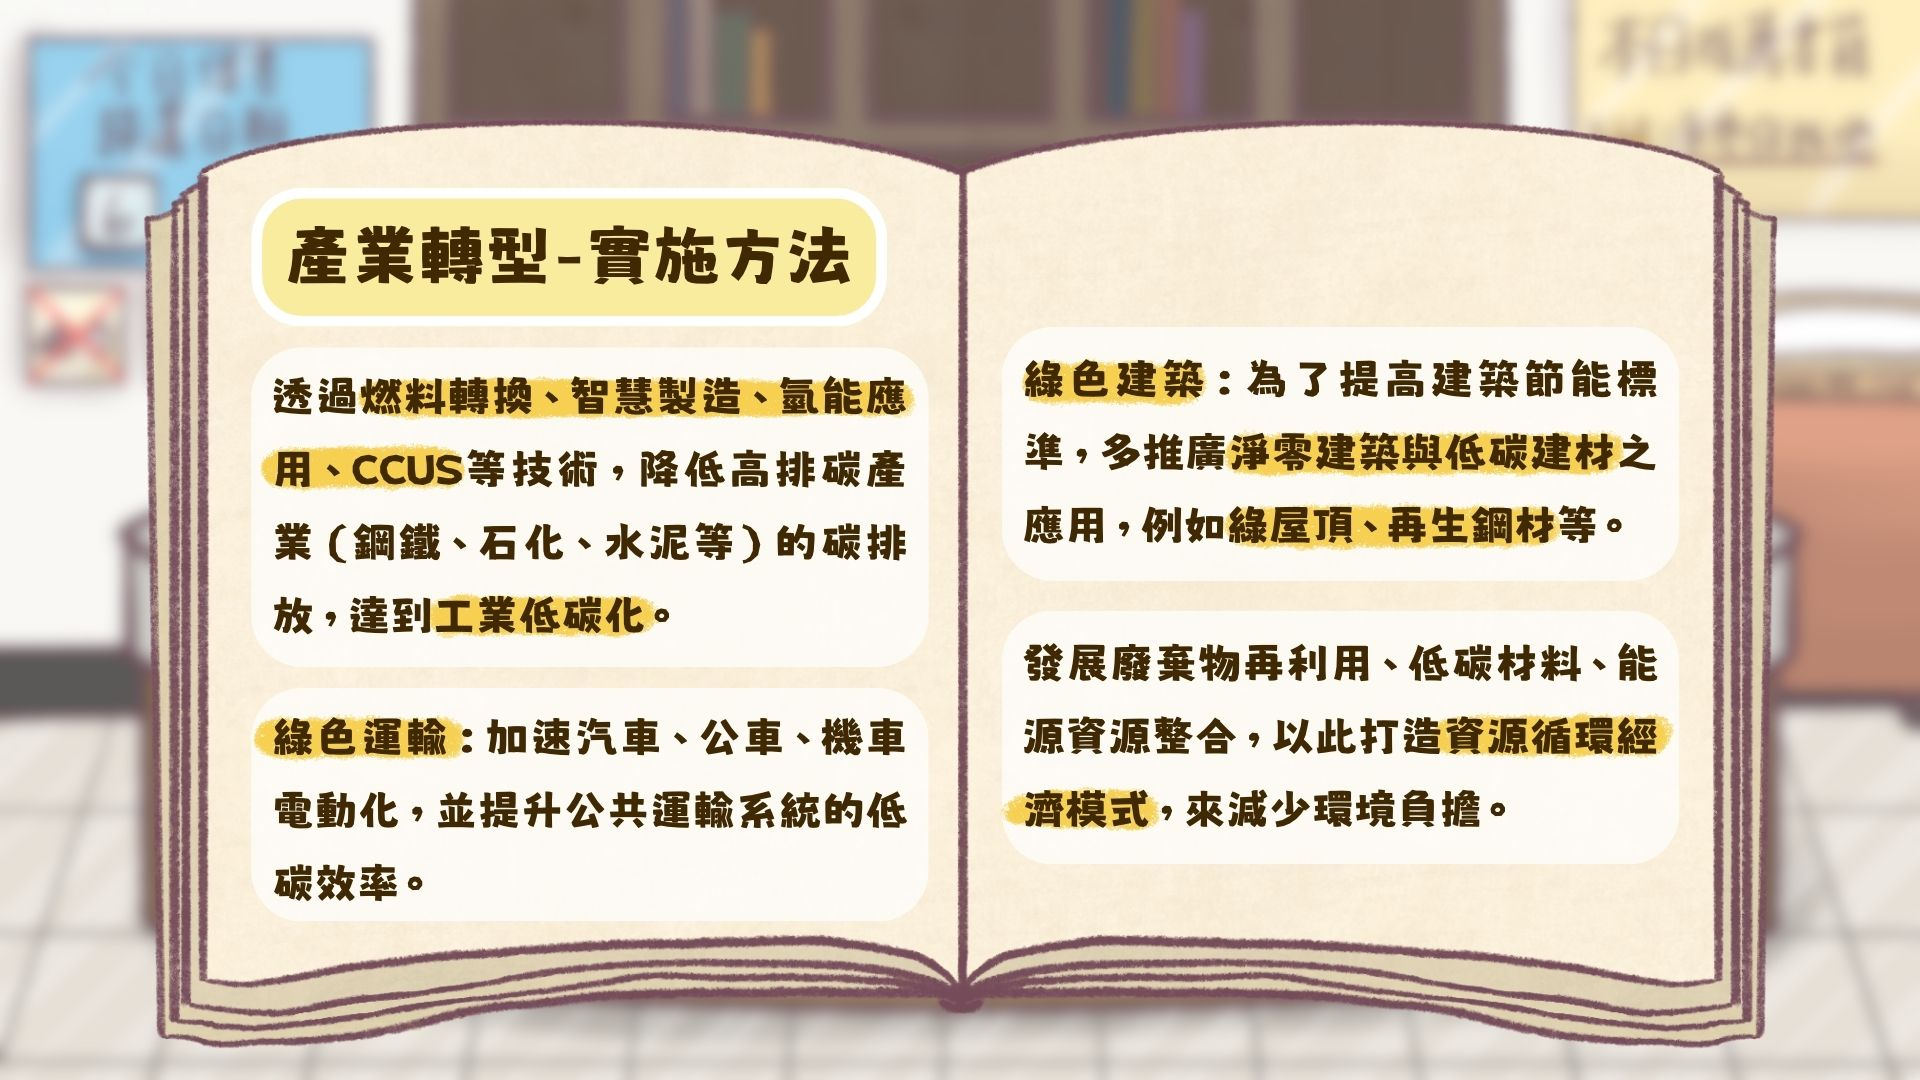 產業轉型-實施方法
透過燃料轉換、智慧製造、氫能應
用、CCUS等技術，降低高排碳產
業（鋼鐵、石化、水泥等）的碳排
放，達到工業低碳化。
綠色運輸：加速汽車、公車、機車
電動化，並提升公共運輸系統的低
碳效率。
綠色建築：為了提高建築節能標
準，多推廣淨零建築與低碳建材之
應用，例如綠屋頂、再生鋼材等。
發展廢棄物再利用、低碳材料、能
源資源整合，以此打造資源循環經
濟模式，來減少環境負擔。